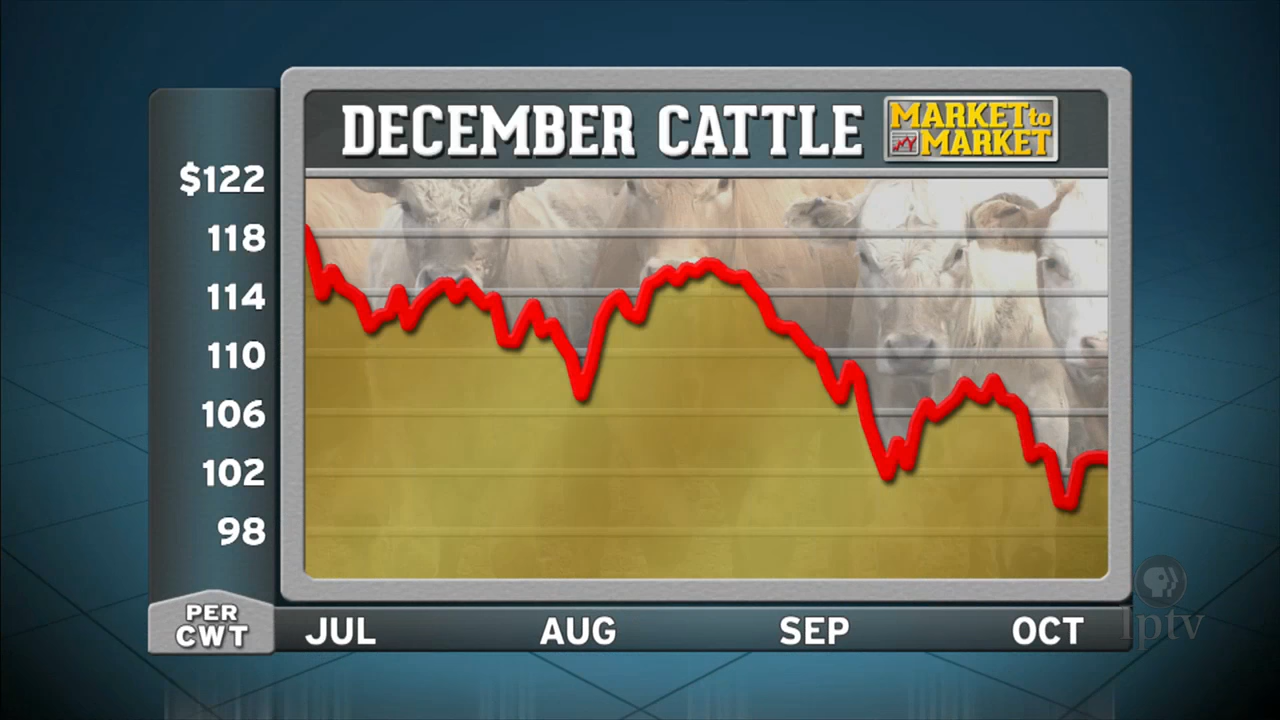 DECEMBER CATTLE
MARKET to
MARKET
$122
118
114
110
106
102
98
PER
CWT
JUL AUG SEP OCT
iptv